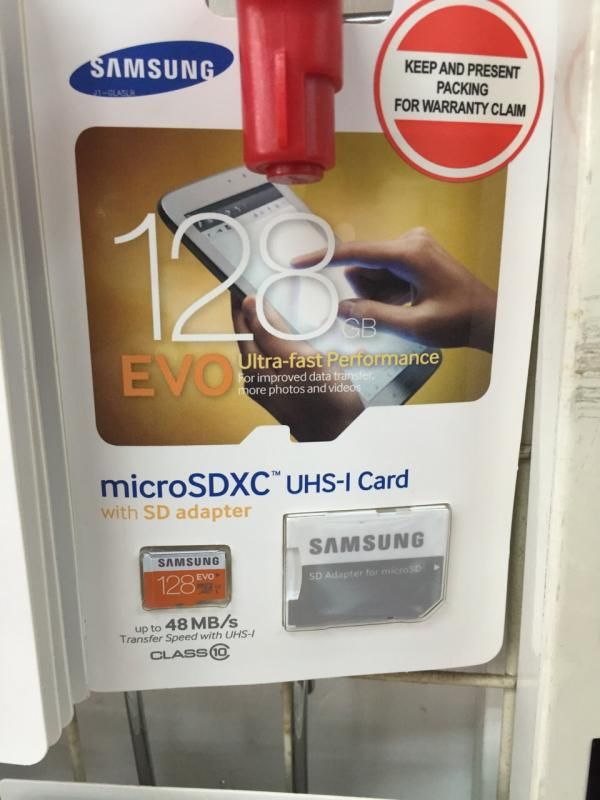 SAMSUNG
KEEP AND PRESENT
PACKING
FOR WARRANTY CLAIM
128
GB
EVO
Ultra-fast Performance
For improved data transfer,
more photos and videos
microSDXC™ UHS-I Card
with SD adapter
SAMSUNG
128 EVO
SAMSUNG
SD Adapter for microSD
up to 48 MB/s
Transfer Speed with UHS-I
CLASS 10